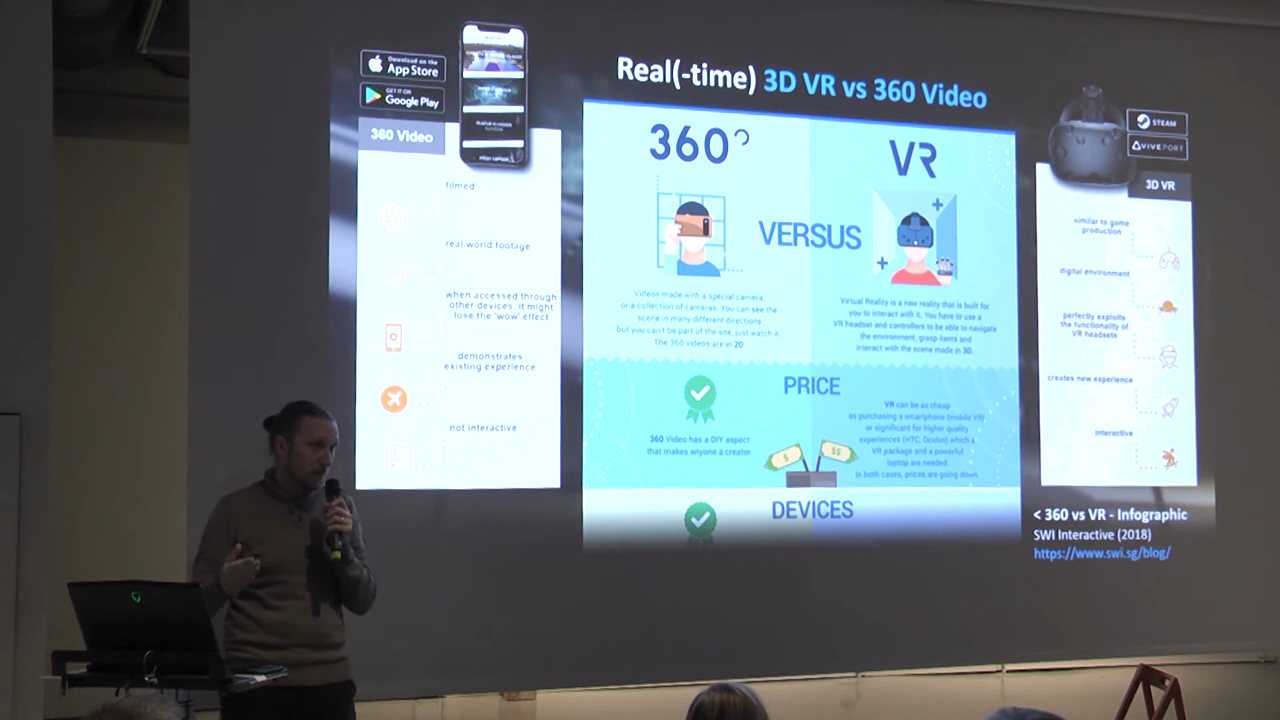 Real(-time) 3D VR vs 360 Video
Download on the
App Store
GET IT ON
Google Play
360 Video
filmed
real world footage
when accessed through
other devices, it might
lose the 'wow' effect
demonstrates
existing experience
not interactive
360°
VR
VERSUS
Videos made with a special camera,
or a collection of cameras. You can see the
scene in many different directions
but you can't be part of the site, just watch it.
The 360 videos are in 2D.
Virtual Reality is a new reality that is built for
you to interact with it. You have to use a
VR headset and controllers to be able to navigate
the environment, grasp items and
interact with the scene made in 3D.
PRICE
360 Video has a DIY aspect
that makes anyone a creator.
VR can be as cheap
as purchasing a smartphone (mobile VR)
or significant for higher quality
experiences (HTC, Oculus) which a
VR package and a powerful
laptop are needed.
In both cases, prices are going down.
$
$$
DEVICES
STEAM
VIVEPORT
3D VR
similar to game
production
digital environment
perfectly exploits
the functionality of
VR headsets
creates new experience
interactive
< 360 vs VR - Infographic
SWI Interactive (2018)
https://www.swi.sg/blog/